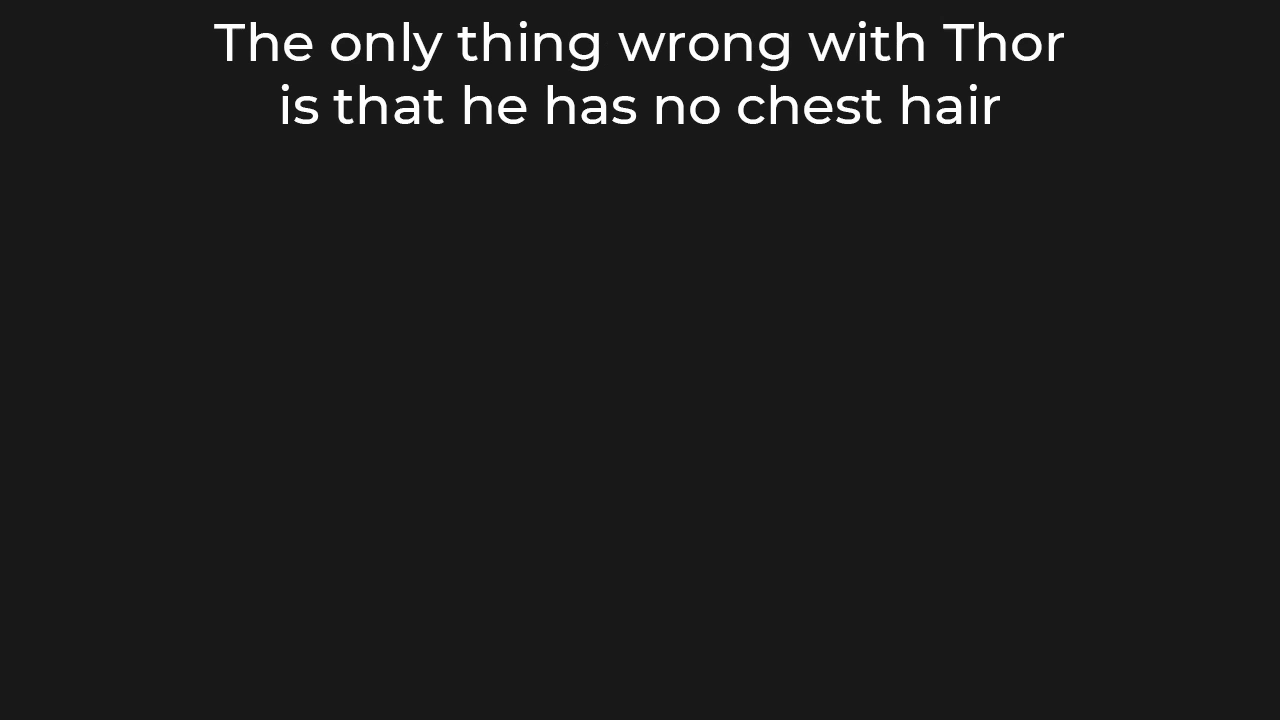 The only thing wrong with Thor
is that he has no chest hair